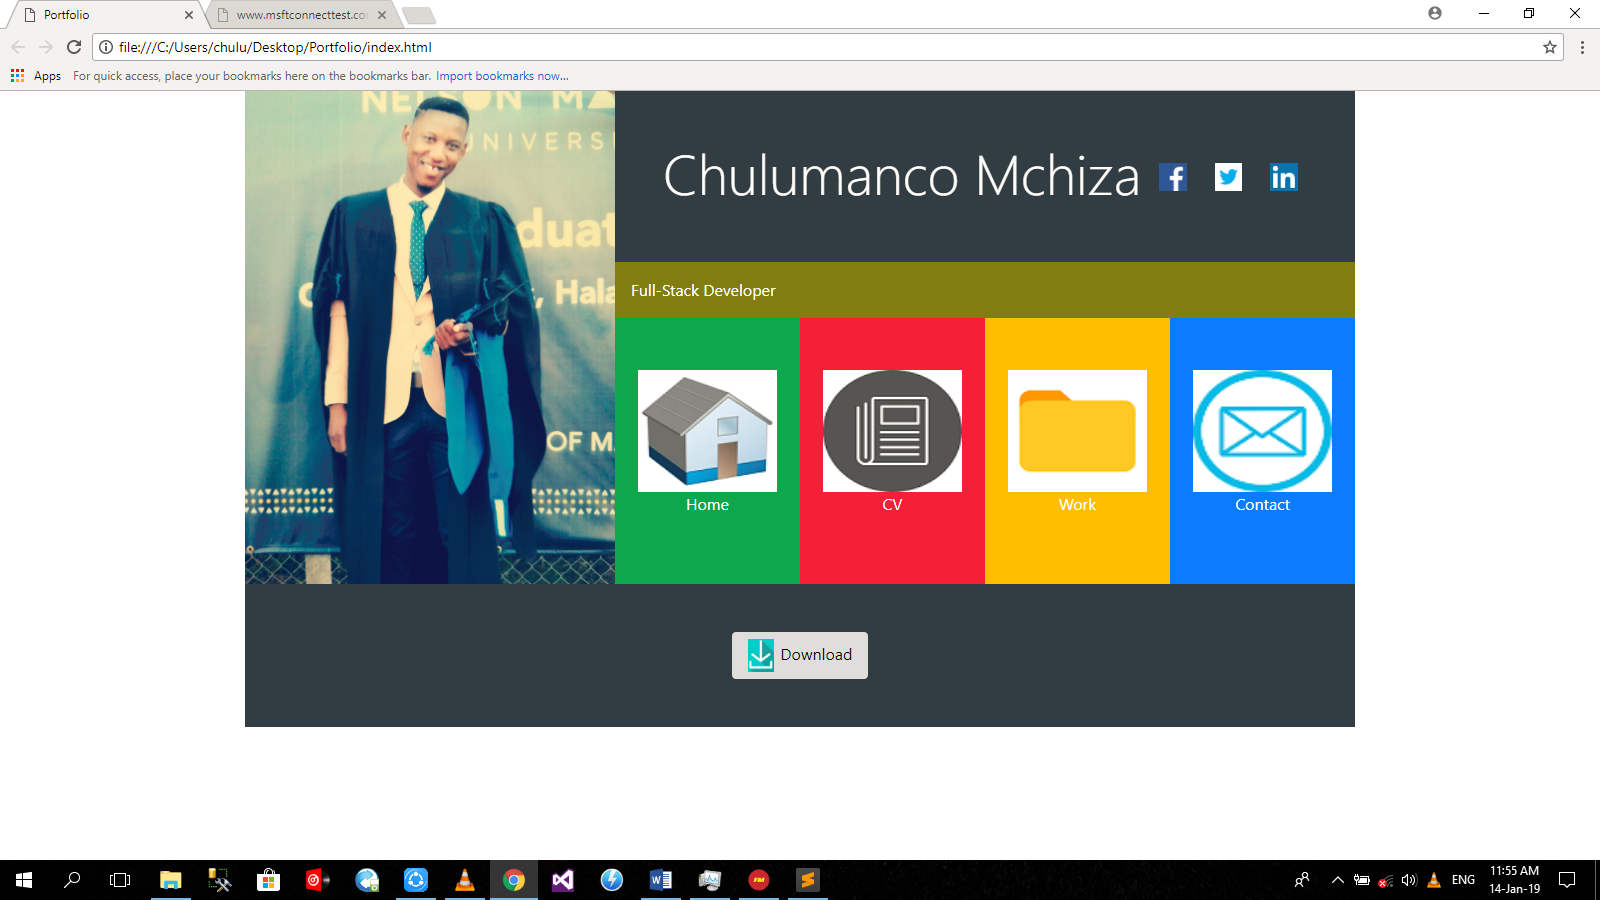 Portfolio
www.msftconnecttest.co
file:///C:/Users/chulu/Desktop/Portfolio/index.html
Apps For quick access, place your bookmarks here on the bookmarks bar. Import bookmarks now...
NELSON MA
UNIVERSI
Chulumanco Mchiza
duat
, Hala
OF MA
Full-Stack Developer
Home
CV
Work
Contact
Download
ENG
11:55 AM
14-Jan-19